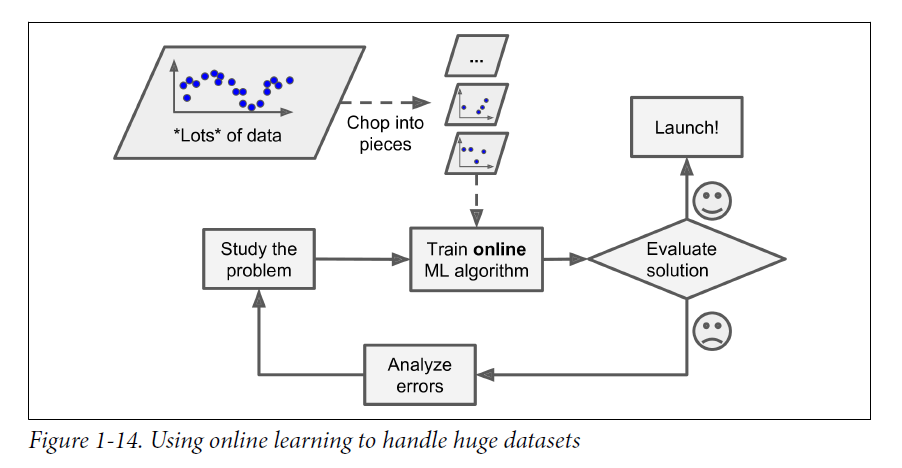 ...
*Lots* of data
Chop into
pieces
Launch!
Study the
problem
Train online
ML algorithm
Evaluate
solution
Analyze
errors
Figure 1-14. Using online learning to handle huge datasets